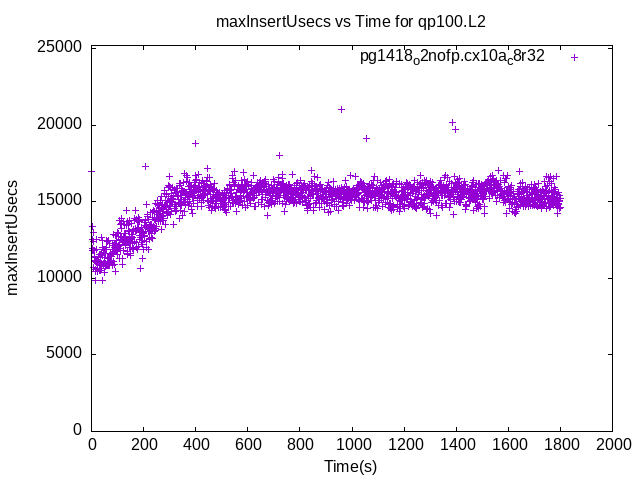 maxInsertUsecs vs Time for qp100.L2
pg1418o2nofp.cx10ac8r32
25000
20000
15000
10000
5000
0
maxInsertUsecs
0 200 400 600 800 1000 1200 1400 1600 1800 2000
Time(s)